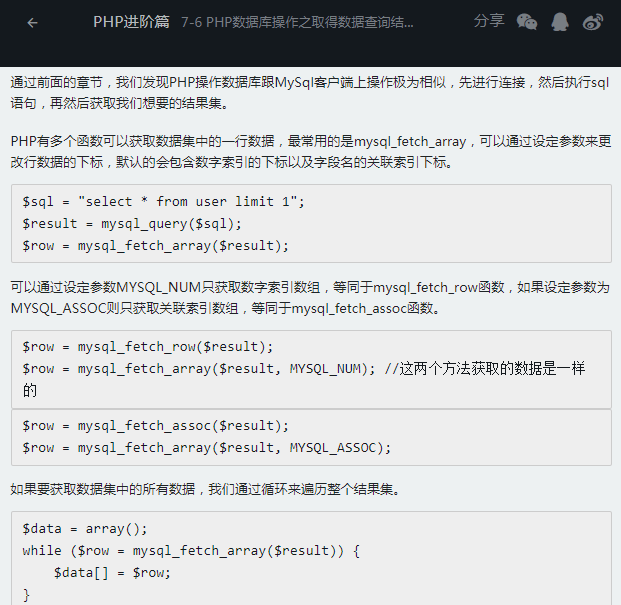 PHP进阶篇 7-6 PHP数据库操作之取得数据查询结... 分享
通过前面的章节，我们发现PHP操作数据库跟MySql客户端上操作极为相似，先进行连接，然后执行sql
语句，再然后获取我们想要的结果集。
PHP有多个函数可以获取数据集中的一行数据，最常用的是mysql_fetch_array，可以通过设定参数来更
改行数据的下标，默认的会包含数字索引的下标以及字段名的关联索引下标。
$sql = "select * from user limit 1";
$result = mysql_query($sql);
$row = mysql_fetch_array($result);
可以通过设定参数MYSQL_NUM只获取数字索引数组，等同于mysql_fetch_row函数，如果设定参数为
MYSQL_ASSOC则只获取关联索引数组，等同于mysql_fetch_assoc函数。
$row = mysql_fetch_row($result);
$row = mysql_fetch_array($result, MYSQL_NUM); //这两个方法获取的数据是一样
的
$row = mysql_fetch_assoc($result);
$row = mysql_fetch_array($result, MYSQL_ASSOC);
如果要获取数据集中的所有数据，我们通过循环来遍历整个结果集。
$data = array();
while ($row = mysql_fetch_array($result)) {
    $data[] = $row;
}